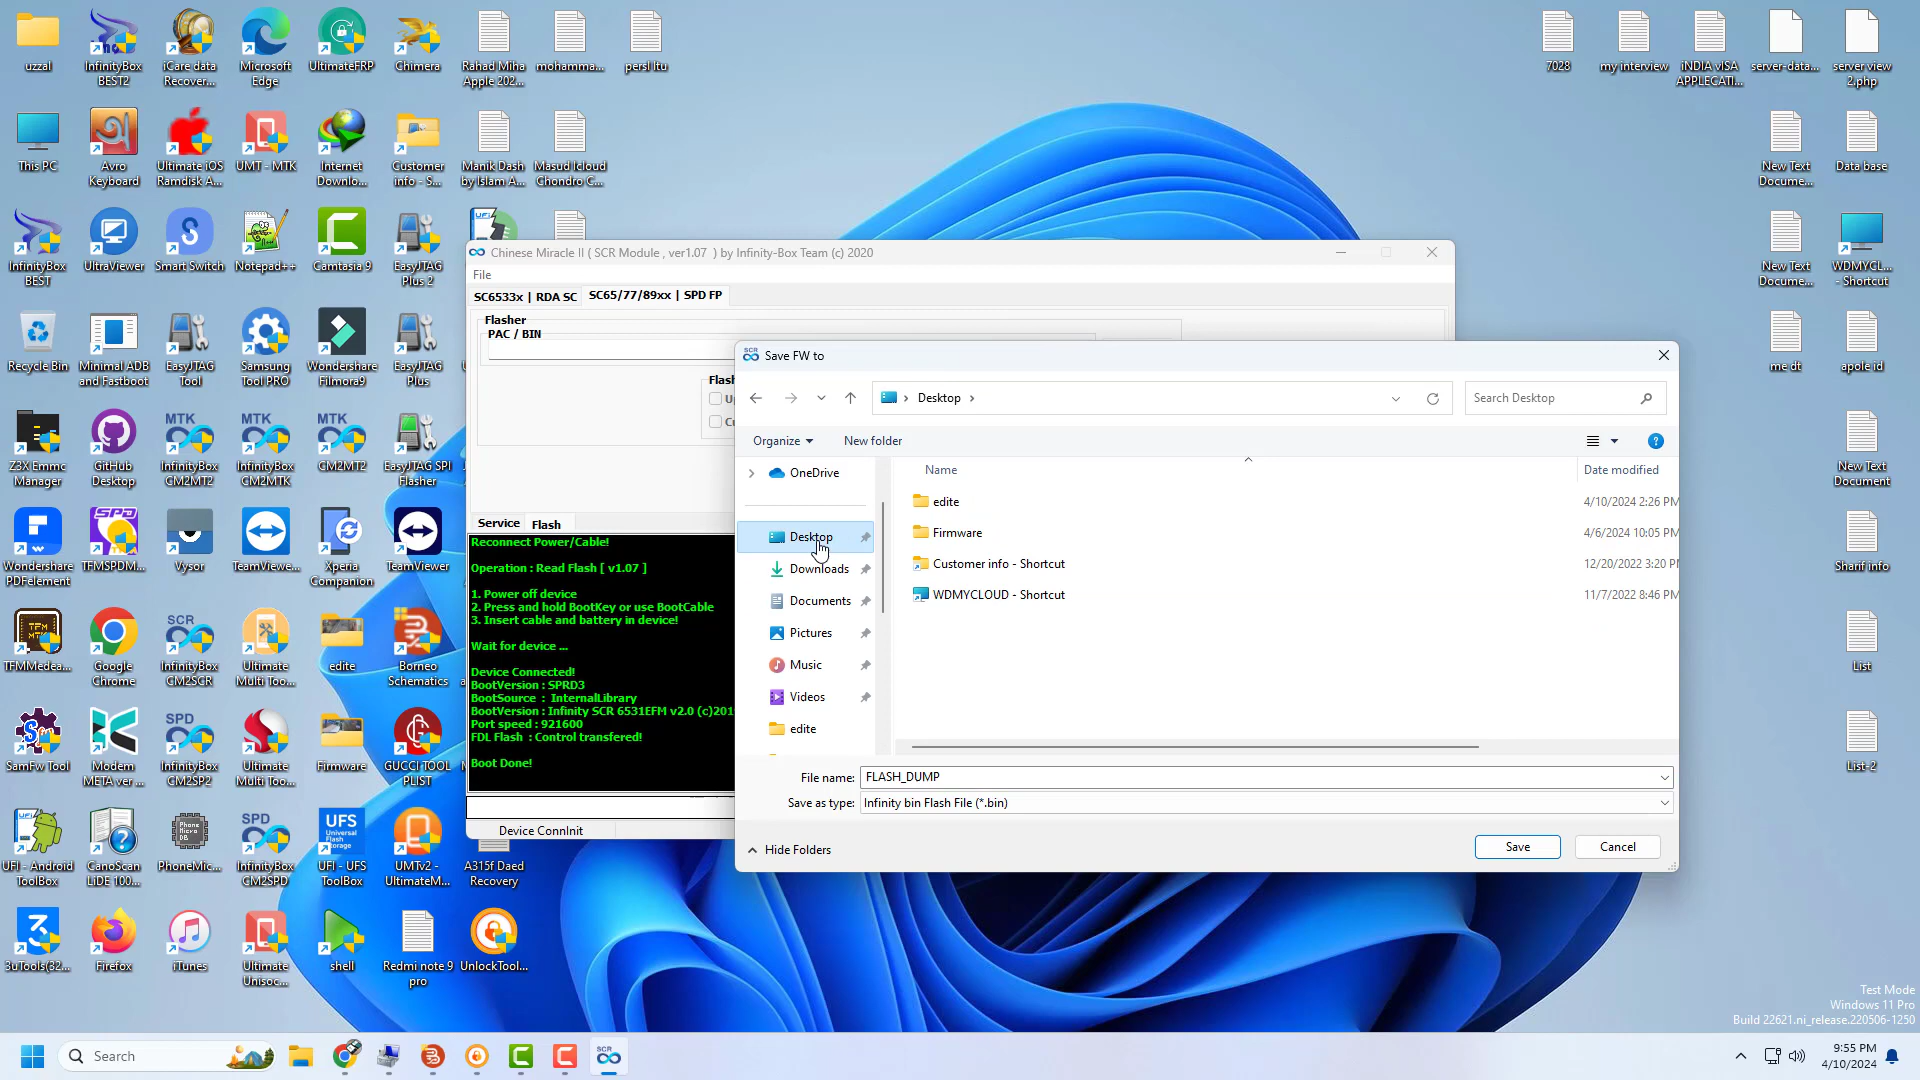 uzzal
InfinityBox
BEST2
iCare data
Recover...
Microsoft
Edge
UltimateFRP
Chimera
Rahad Miha
Apple 202...
mohamma...
persl ltu
7028
my interview
iNDIA vISA
APPLECATI...
server-data...
server view
2.php
This PC
Avro
Keyboard
Ultimate iOS
Ramdisk A...
UMT - MTK
Internet
Downlo...
Customer
info - S...
Manik Dash
by Islam A...
Masud Icloud
Chondro C...
New Text
Docume...
Data base
InfinityBox
BEST
UltraViewer
Smart Switch
Notepad++
Camtasia 9
EasyJTAG
Plus 2
New Text
Docume...
WDMYCL...
- Shortcut
Recycle Bin
Minimal ADB
and Fastboot
EasyJTAG
Tool
Samsung
Tool PRO
Wondershare
Filmora9
EasyJTAG
Plus
me dt
apole id
Z3X Emmc
Manager
GitHub
Desktop
MTK
InfinityBox
CM2MT2
MTK
InfinityBox
CM2MTK
MTK
CM2MT2
EasyJTAG SPI
Flasher
New Text
Document
Wondershare
PDFelement
TFMSPDM...
Vysor
TeamViewe...
Xperia
Companion
TeamViewer
Sharif info
TFMMedea...
Google
Chrome
SCR
InfinityBox
CM2SCR
Ultimate
Multi Too...
edite
Borneo
Schematics
List
SamFw Tool
Modem
META ver ...
SPD
InfinityBox
CM2SP2
Ultimate
Multi Too...
Firmware
GUCCI TOOL
PLIST
List-2
UFI - Android
ToolBox
CanoScan
LiDE 100...
PhoneMic...
SPD
InfinityBox
CM2SPD
UFS
UFI - UFS
ToolBox
UMTv2 -
UltimateM...
A315f Daed
Recovery
3uTools(32...
Firefox
iTunes
Ultimate
Unisoc...
shell
Redmi note 9
pro
UnlockTool...
Chinese Miracle II ( SCR Module , ver1.07 ) by Infinity-Box Team (c) 2020
File
SC6533x | RDA SC
SC65/77/89xx | SPD FP
Flasher
PAC / BIN
Flash
Service
Flash
Reconnect Power/Cable!
Operation : Read Flash [ v1.07 ]
1. Power off device
2. Press and hold BootKey or use BootCable
3. Insert cable and battery in device!
Wait for device ...
Device Connected!
BootVersion : SPRD3
BootSource : InternalLibrary
BootVersion : Infinity SCR 6531EFM v2.0 (c)201
Port speed : 921600
FDL Flash : Control transfered!
Boot Done!
Device ConnInit
Save FW to
Desktop
Search Desktop
Organize
New folder
OneDrive
Desktop
Downloads
Documents
Pictures
Music
Videos
edite
Name
Date modified
edite
4/10/2024 2:26 PM
Firmware
4/6/2024 10:05 PM
Customer info - Shortcut
12/20/2022 3:20 P
WDMYCLOUD - Shortcut
11/7/2022 8:46 PM
File name: FLASH_DUMP
Save as type: Infinity bin Flash File (*.bin)
Hide Folders
Save
Cancel
Test Mode
Windows 11 Pro
Build 22621.ni_release.220506-1250
Search
9:55 PM
4/10/2024